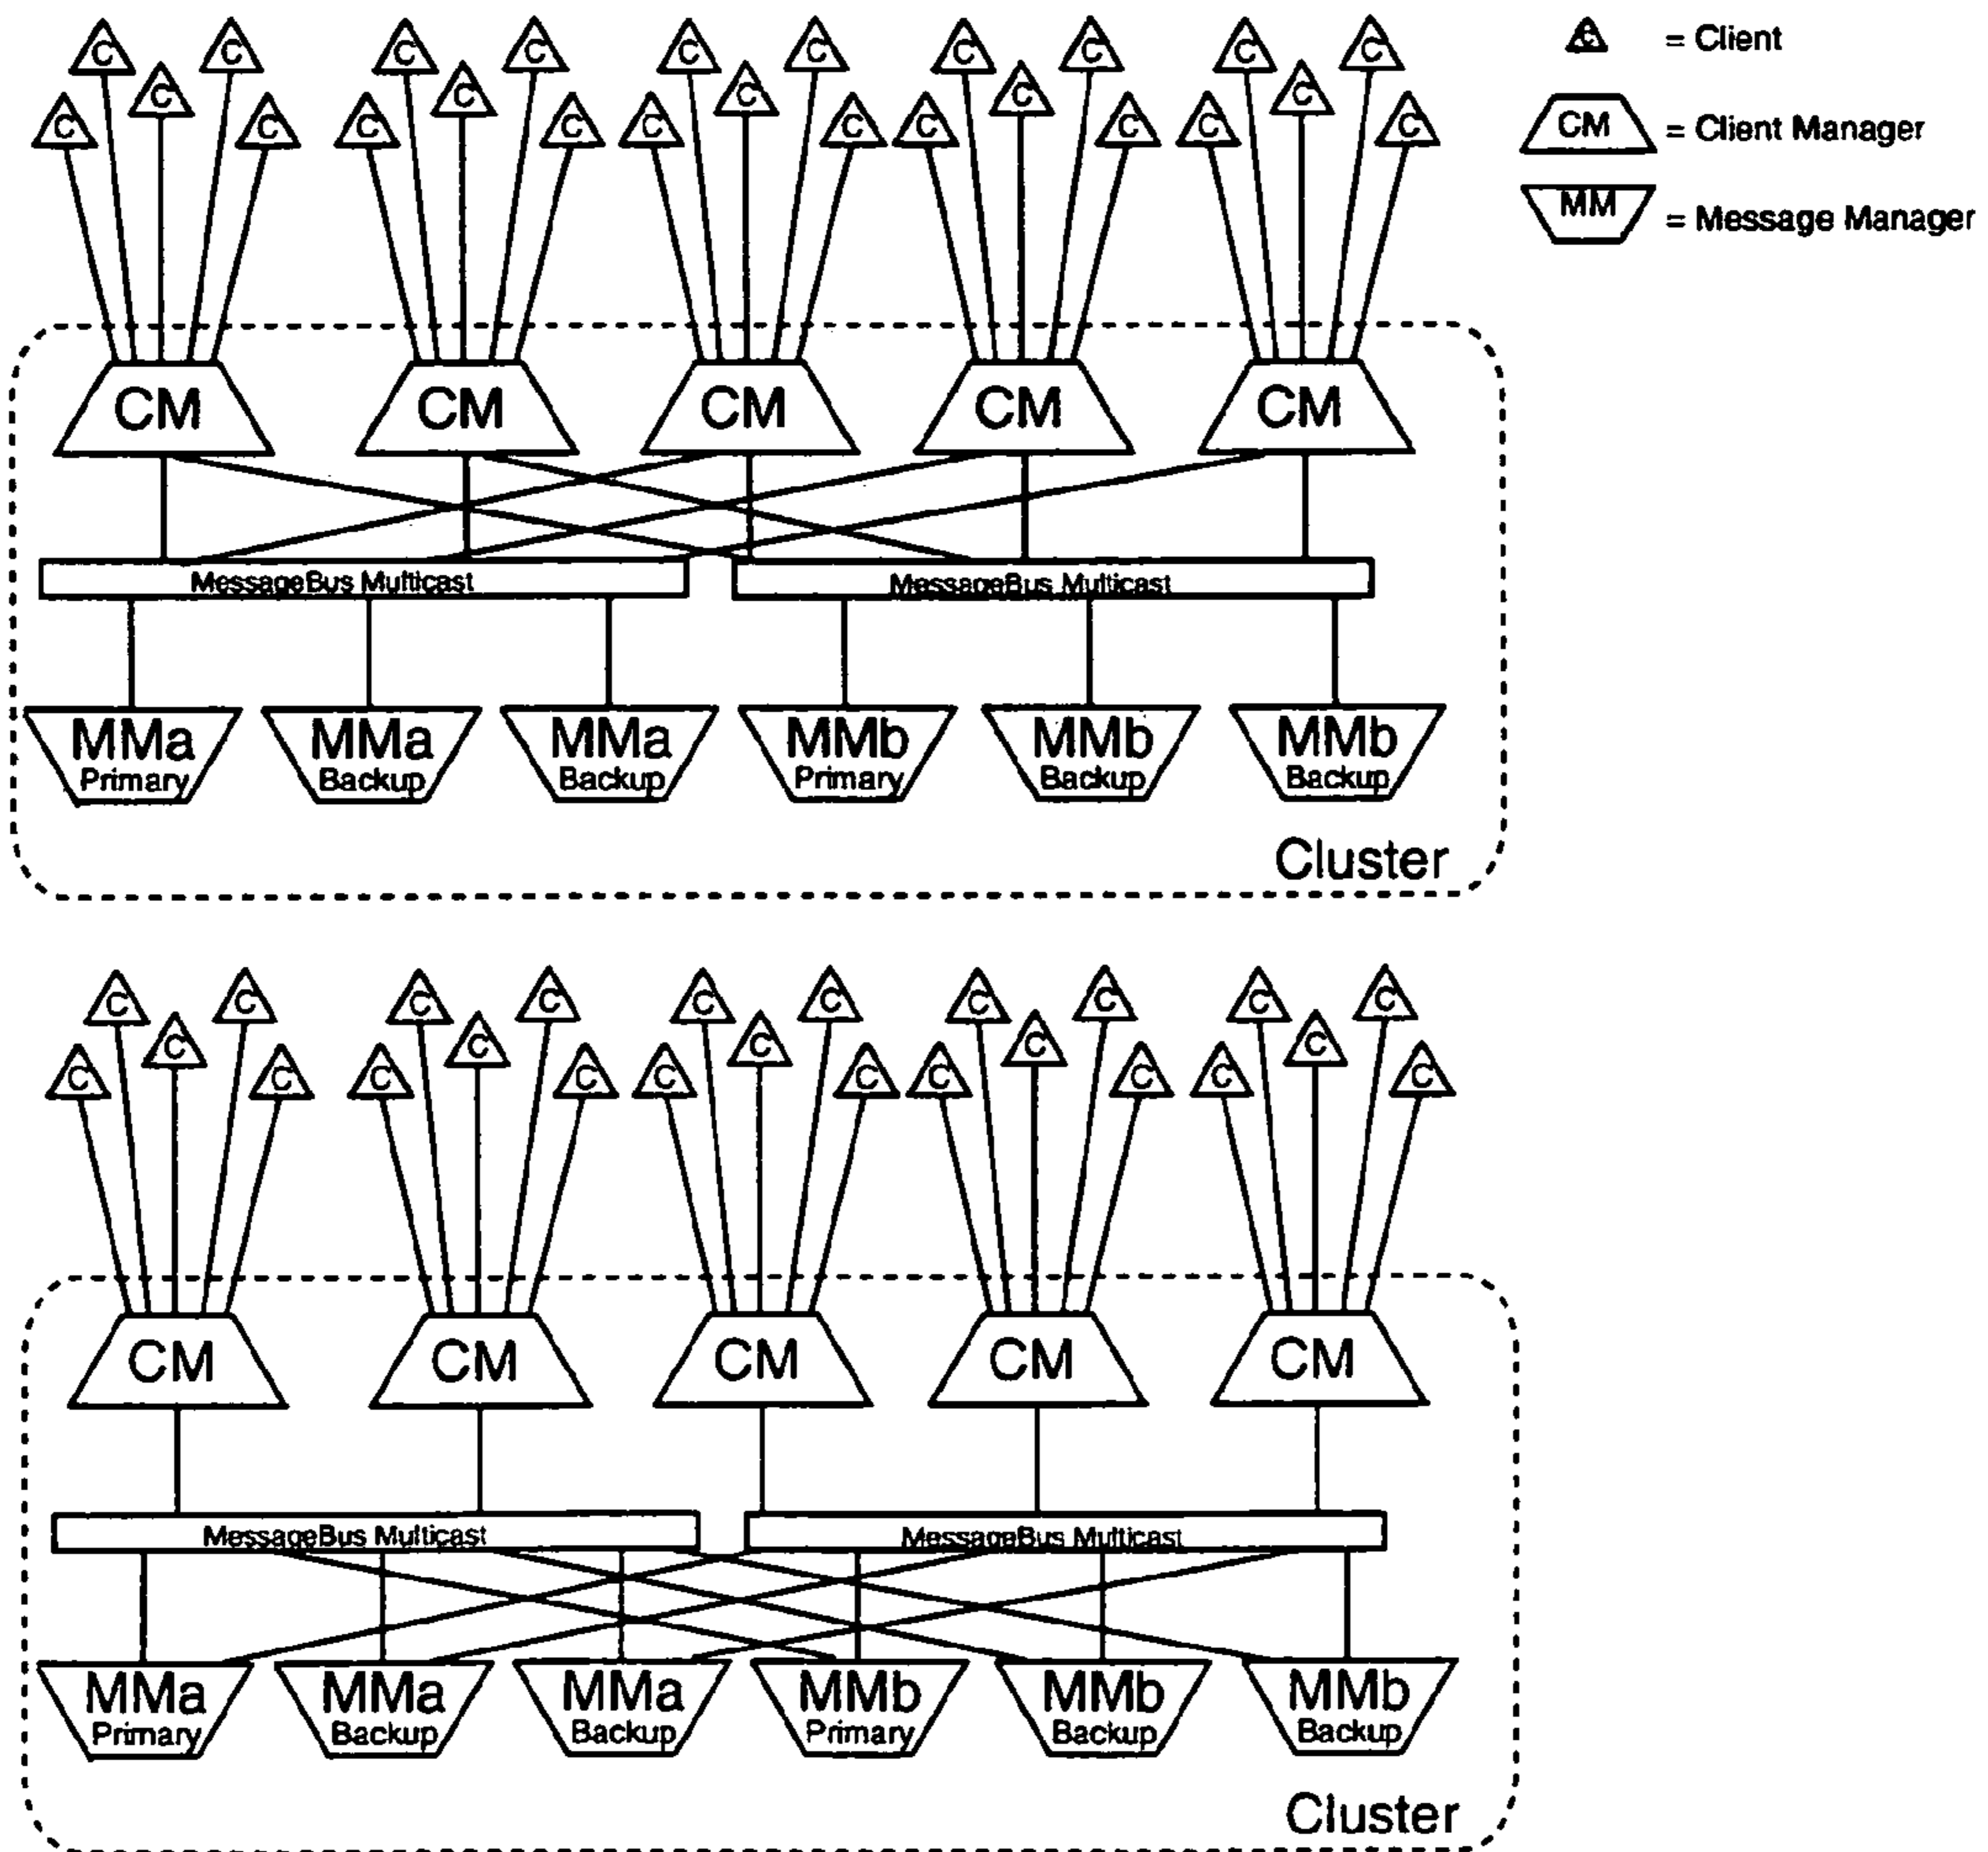 C C C C C C C C C C
C C C C C
C C C C C C C C C C
C = Client
CM = Client Manager
MM = Message Manager
CM CM CM CM CM
MessageBus Multicast MessageBus Multicast
MMa MMa MMa MMb MMb MMb
Primary Backup Backup Primary Backup Backup
Cluster
C C C C C C C C C C
C C C C C
C C C C C C C C C C
CM CM CM CM CM
MessageBus Multicast MessageBus Multicast
MMa MMa MMa MMb MMb MMb
Primary Backup Backup Primary Backup Backup
Cluster